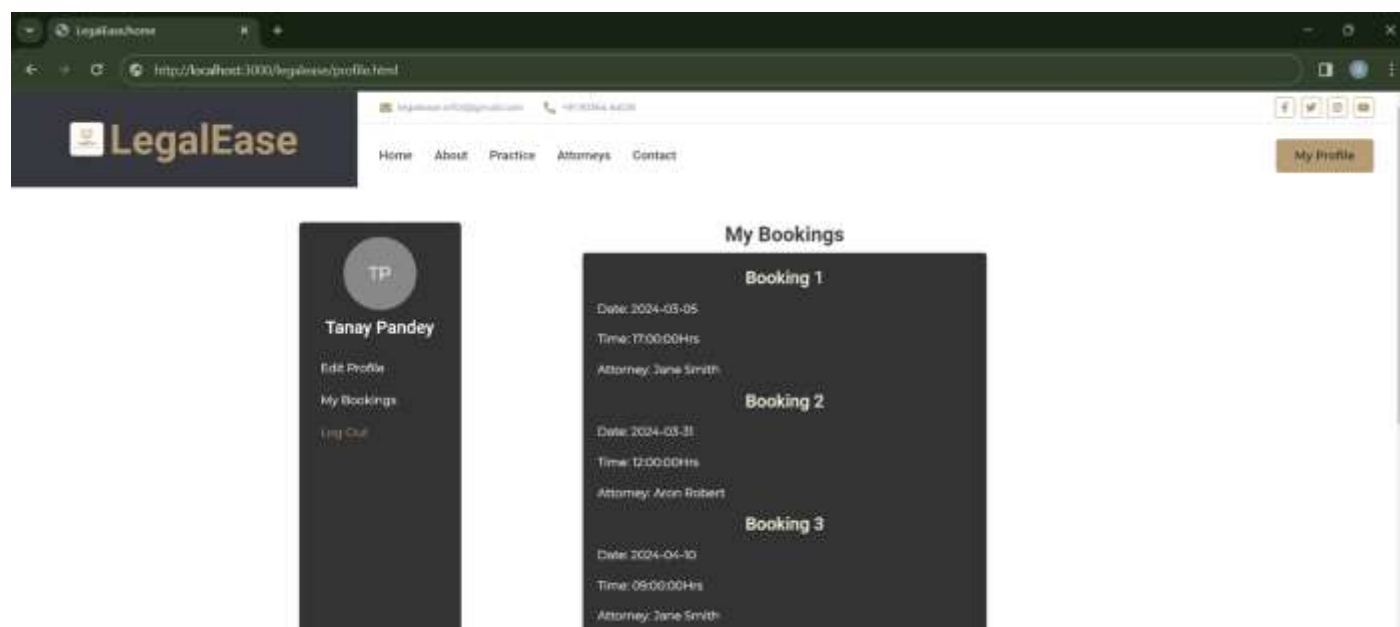 LegalEase/home
http://localhost:3000/legalease/profile.html
LegalEase
Home About Practice Attorneys Contact
My Profile
TP
Tanay Pandey
Edit Profile
My Bookings
Log Out
My Bookings
Booking 1
Date: 2024-03-05
Time: 17:00:00Hrs
Attorney: Jane Smith
Booking 2
Date: 2024-03-31
Time: 12:00:00Hrs
Attorney: Aron Robert
Booking 3
Date: 2024-04-10
Time: 09:00:00Hrs
Attorney: Jane Smith